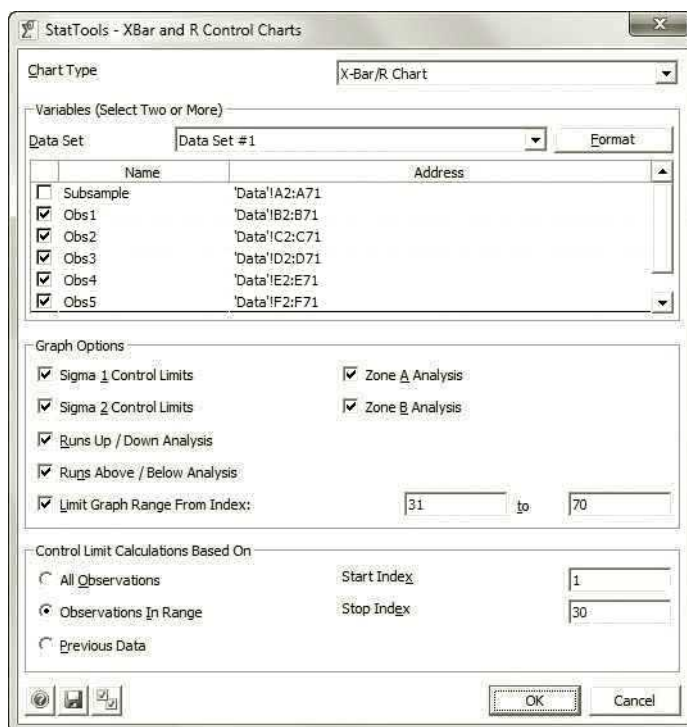 StatTools - XBar and R Control Charts
Chart Type X-Bar/R Chart
Variables (Select Two or More)
Data Set Data Set #1 Format
Name Address
Subsample 'Data'!A2:A71
Obs1 'Data'!B2:B71
Obs2 'Data'!C2:C71
Obs3 'Data'!D2:D71
Obs4 'Data'!E2:E71
Obs5 'Data'!F2:F71
Graph Options
Sigma 1 Control Limits Zone A Analysis
Sigma 2 Control Limits Zone B Analysis
Runs Up / Down Analysis
Runs Above / Below Analysis
Limit Graph Range From Index: 31 to 70
Control Limit Calculations Based On
All Observations Start Index 1
Observations In Range Stop Index 30
Previous Data
OK Cancel